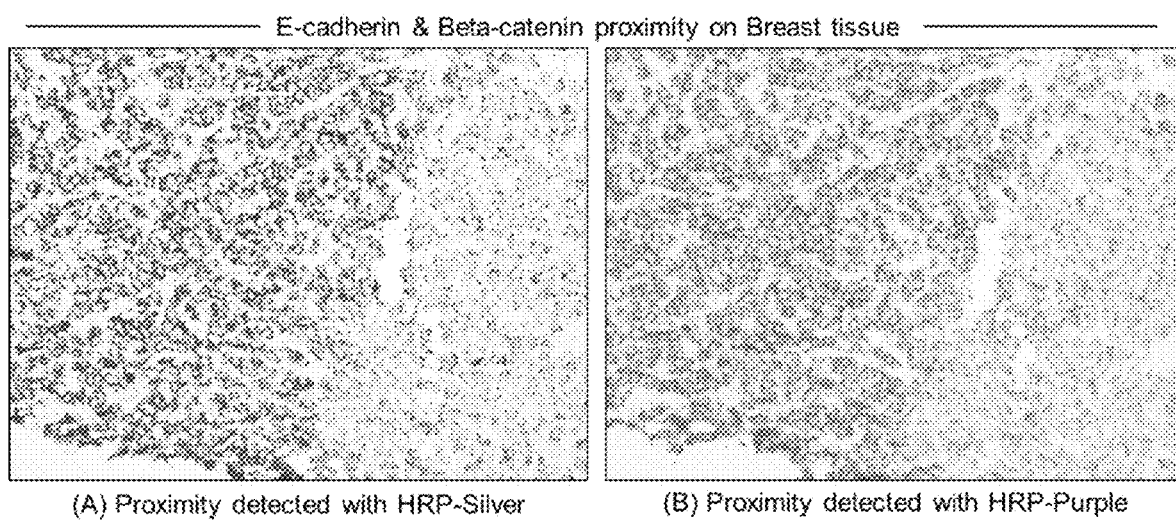 E-cadherin & Beta-catenin proximity on Breast tissue
(A) Proximity detected with HRP-Silver
(B) Proximity detected with HRP-Purple